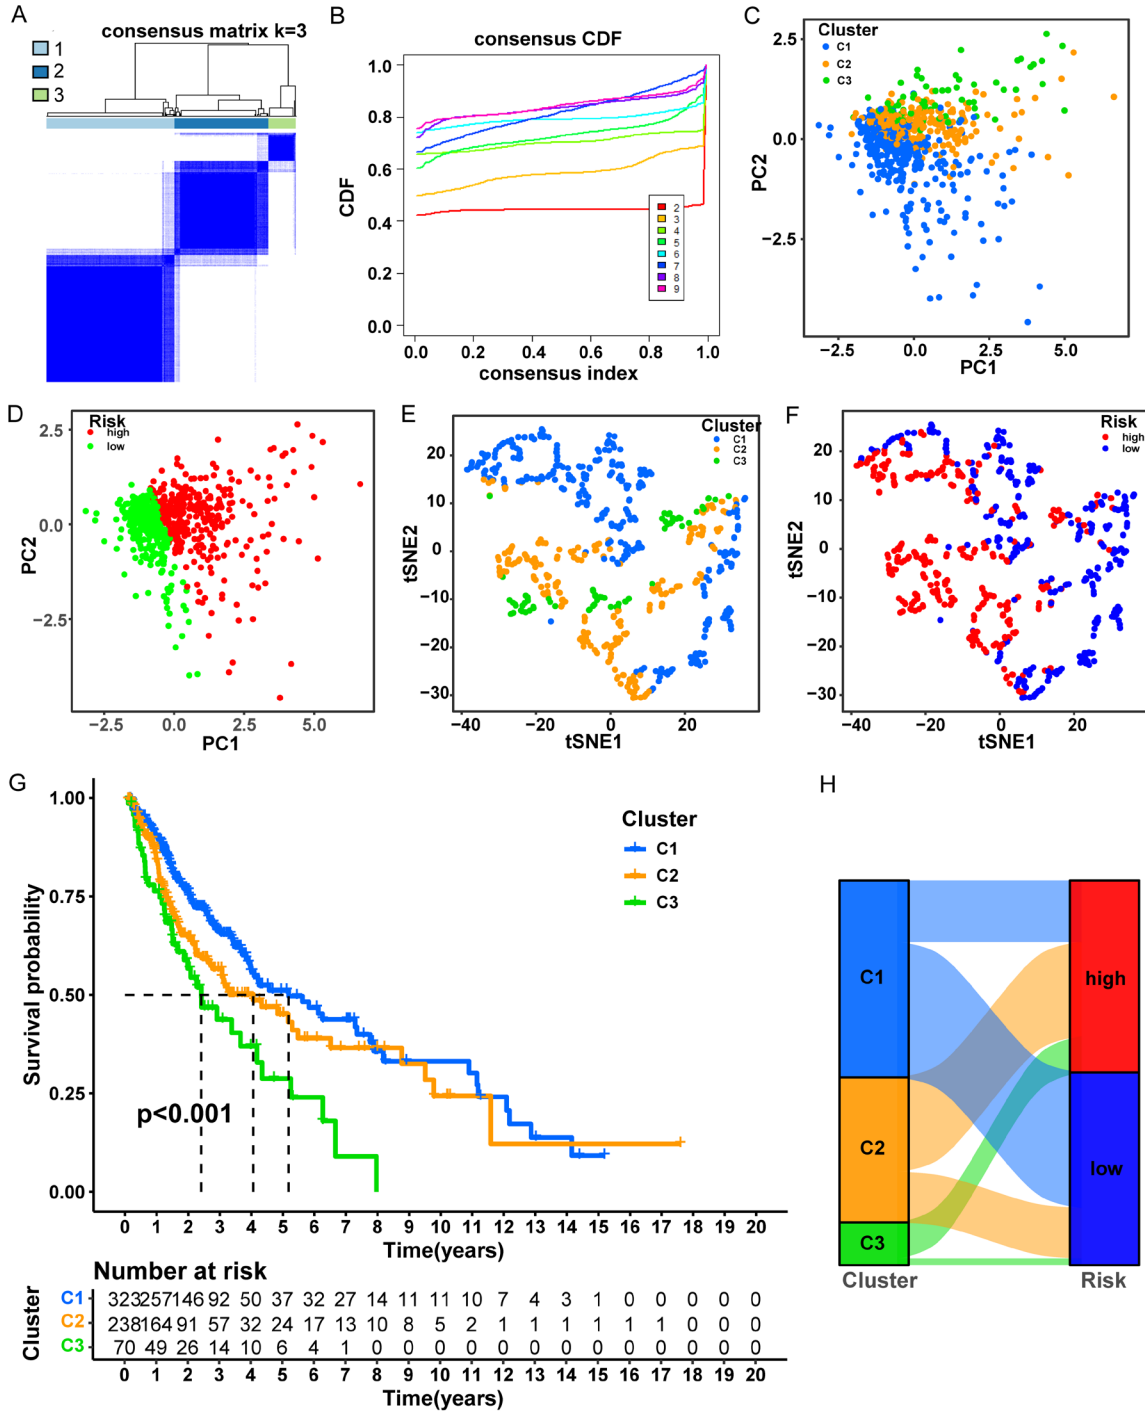 A
consensus matrix k=3
1
2
3
B
consensus CDF
1.0
0.8
0.6
0.4
0.2
0.0
CDF
2
3
4
5
6
7
8
9
0.0 0.2 0.4 0.6 0.8 1.0
consensus index
C
Cluster
C1
C2
C3
2.5
0.0
−2.5
PC2
−2.5 0.0 2.5 5.0
PC1
D
Risk
high
low
2.5
0.0
−2.5
PC2
−2.5 0.0 2.5 5.0
PC1
E
Cluster
C1
C2
C3
20
10
0
−10
−20
−30
tSNE2
−40 −20 0 20
tSNE1
F
Risk
high
low
20
10
0
−10
−20
−30
tSNE2
−40 −20 0 20
tSNE1
G
1.00
0.75
0.50
0.25
0.00
Survival probability
Cluster
C1
C2
C3
p<0.001
0 1 2 3 4 5 6 7 8 9 10 11 12 13 14 15 16 17 18 19 20
Time(years)
Number at risk
Cluster
C1 323 257 146 92 50 37 32 27 14 11 11 10 7 4 3 1 0 0 0 0 0
C2 238 164 91 57 32 24 17 13 10 8 5 2 1 1 1 1 1 1 0 0 0
C3 70 49 26 14 10 6 4 1 0 0 0 0 0 0 0 0 0 0 0 0 0
0 1 2 3 4 5 6 7 8 9 10 11 12 13 14 15 16 17 18 19 20
Time(years)
H
C1
C2
C3
high
low
Cluster
Risk